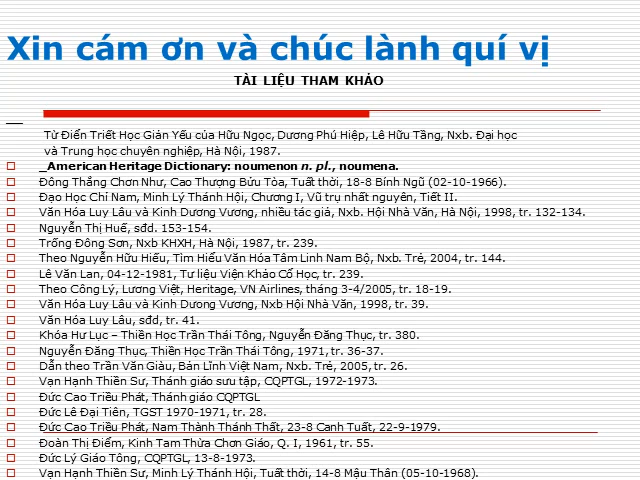 Xin cám ơn và chúc lành quí vị
TÀI LIỆU THAM KHẢO
Từ Điển Triết Học Giản Yếu của Hữu Ngọc, Dương Phú Hiệp, Lê Hữu Tầng, Nxb. Đại học
và Trung học chuyên nghiệp, Hà Nội, 1987.
_American Heritage Dictionary: noumenon n. pl., noumena.
Đông Thắng Chơn Như, Cao Thượng Bửu Tòa, Tuất thời, 18-8 Bính Ngũ (02-10-1966).
Đạo Học Chỉ Nam, Minh Lý Thánh Hội, Chương I, Vũ trụ nhất nguyên, Tiết II.
Văn Hóa Luy Lâu và Kinh Dương Vương, nhiều tác giả, Nxb. Hội Nhà Văn, Hà Nội, 1998, tr. 132-134.
Nguyễn Thị Huế, sđd. 153-154.
Trống Đông Sơn, Nxb KHXH, Hà Nội, 1987, tr. 239.
Theo Nguyễn Hữu Hiếu, Tìm Hiểu Văn Hóa Tâm Linh Nam Bộ, Nxb. Trẻ, 2004, tr. 144.
Lê Văn Lan, 04-12-1981, Tư liệu Viện Khảo Cổ Học, tr. 239.
Theo Công Lý, Lương Việt, Heritage, VN Airlines, tháng 3-4/2005, tr. 18-19.
Văn Hóa Luy Lâu và Kinh Dương Vương, Nxb Hội Nhà Văn, 1998, tr. 39.
Văn Hóa Luy Lâu, sđd, tr. 41.
Khóa Hư Lục – Thiền Học Trần Thái Tông, Nguyễn Đăng Thục, tr. 380.
Nguyễn Đăng Thục, Thiền Học Trần Thái Tông, 1971, tr. 36-37.
Dẫn theo Trần Văn Giàu, Bản Lĩnh Việt Nam, Nxb. Trẻ, 2005, tr. 26.
Vạn Hạnh Thiền Sư, Thánh giáo sưu tập, CQPTGL, 1972-1973.
Đức Cao Triều Phát, Thánh giáo CQPTGL
Đức Lê Đại Tiên, TGST 1970-1971, tr. 28.
Đức Cao Triều Phát, Nam Thành Thánh Thất, 23-8 Canh Tuất, 22-9-1979.
Đoàn Thị Điểm, Kinh Tam Thừa Chơn Giáo, Q. I, 1961, tr. 55.
Đức Lý Giáo Tông, CQPTGL, 13-8-1973.
Vạn Hạnh Thiền Sư, Minh Lý Thánh Hội, Tuất thời, 14-8 Mậu Thân (05-10-1968).